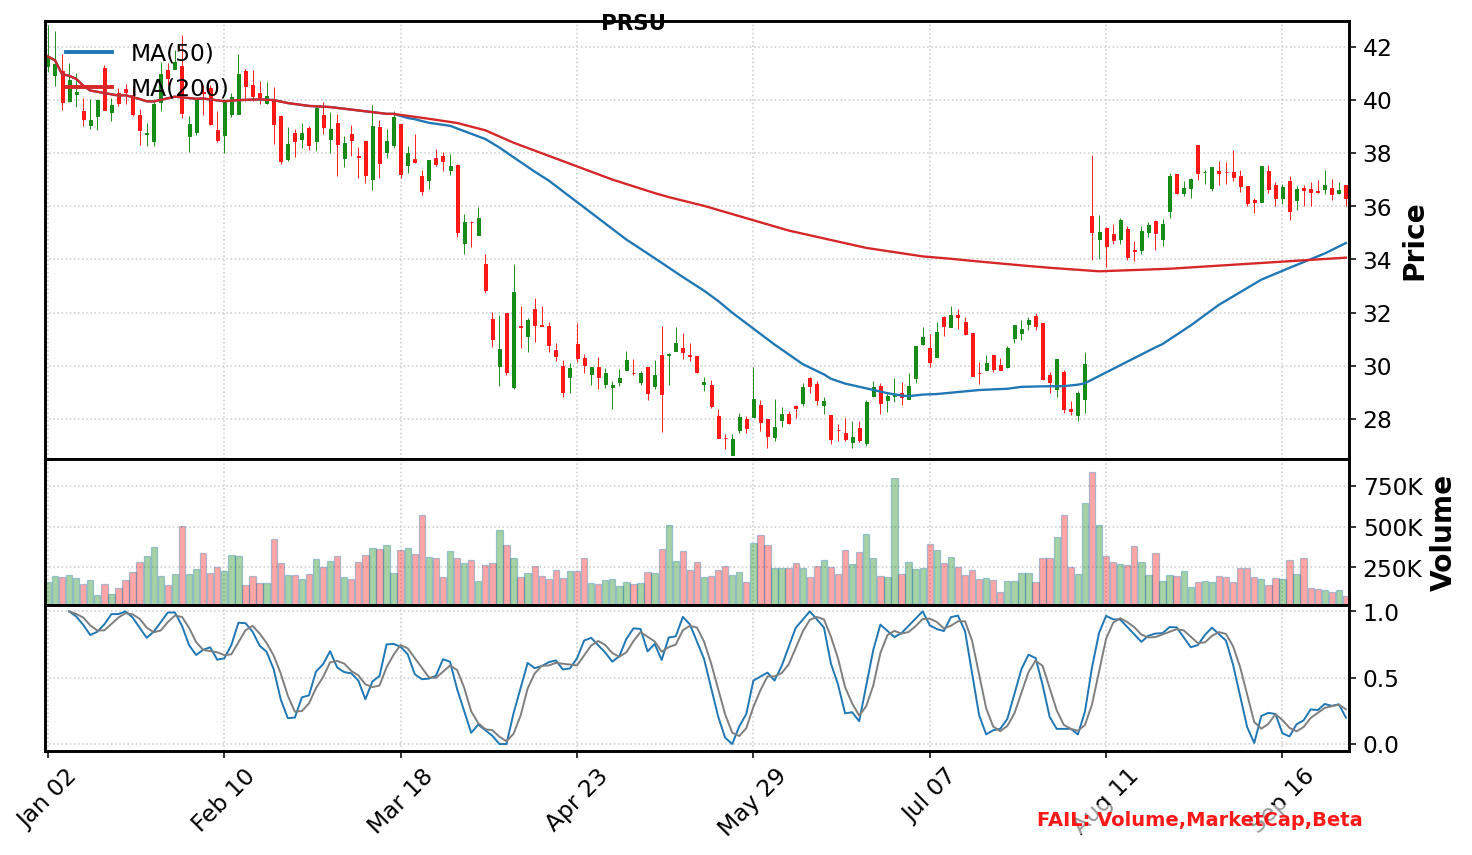 PRSU
MA(50)
MA(200)
42
40
38
36
34
32
30
28
Price
750K
500K
250K
Volume
1.0
0.5
0.0
Jan 02
Feb 10
Mar 18
Apr 23
May 29
Jul 07
Aug 11
Sep 16
FAIL: Volume,MarketCap,Beta